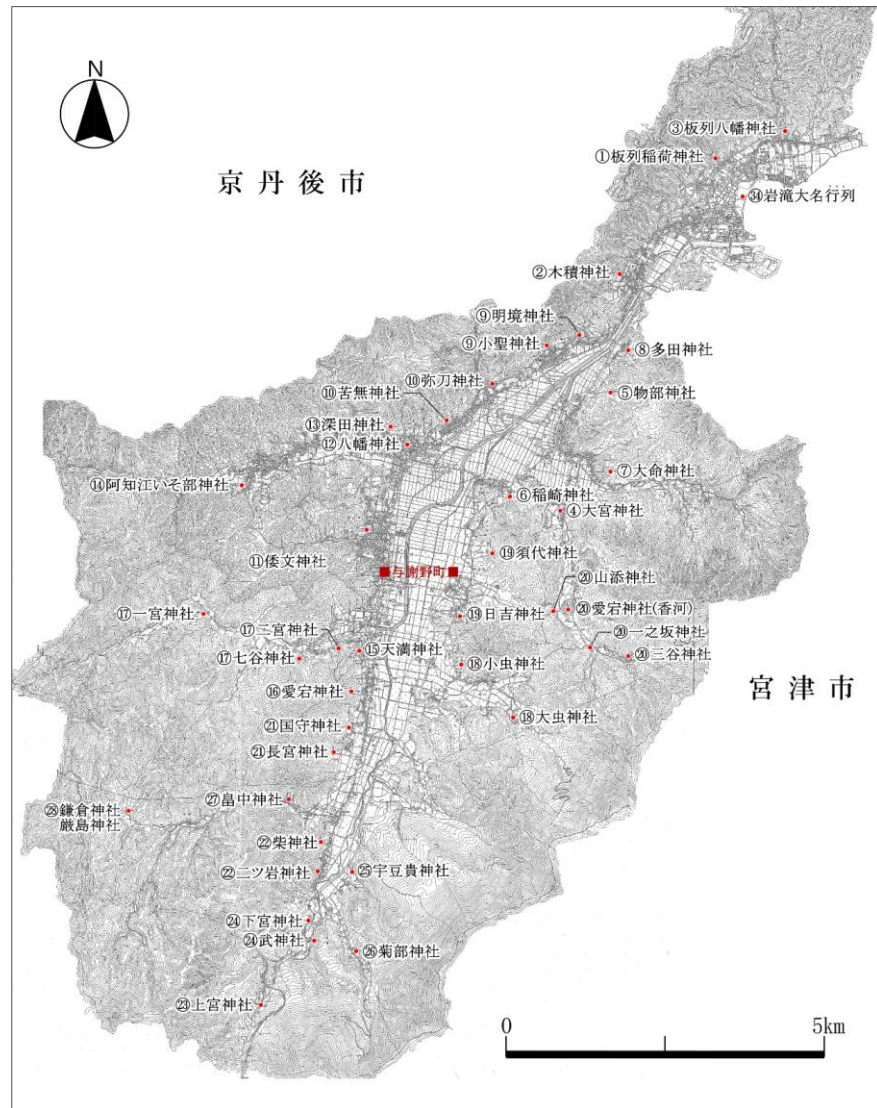 N
京丹後市
③板列八幡神社
①板列稲荷神社
㉞岩滝大名行列
②木積神社
⑨明境神社
⑨小聖神社
⑧多田神社
⑩弥刀神社
⑩苫無神社
⑤物部神社
⑬深田神社
⑫八幡神社
⑭阿知江いそ部神社
⑦大命神社
⑥稲崎神社
④大宮神社
⑪倭文神社
⑲須代神社
与謝野町
⑳山添神社
⑰一宮神社
⑲日吉神社
⑳愛宕神社(香河)
⑰二宮神社
⑳一之坂神社
⑮天満神社
⑰七谷神社
⑱小虫神社
⑳三谷神社
宮津市
⑯愛宕神社
⑱大虫神社
㉑国守神社
㉑長宮神社
㉗畠中神社
㉘鎌倉神社
厳島神社
㉒柴神社
㉒二ツ岩神社
㉕宇豆貴神社
㉔下宮神社
㉔武神社
㉖菊部神社
㉓上宮神社
0
5km